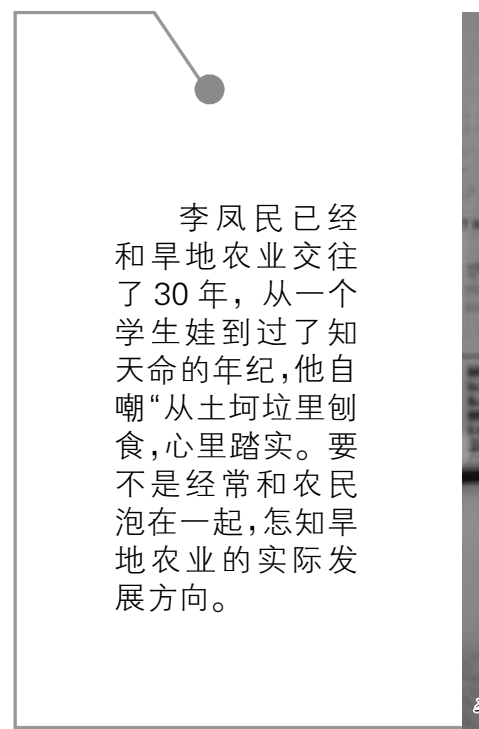 李凤民已经
和旱地农业交往
了30年，从一个
学生娃到过了知
天命的年纪，他自
嘲“从土坷垃里刨
食，心里踏实。要
不是经常和农民
泡在一起，怎知旱
地农业的实际发
展方向。